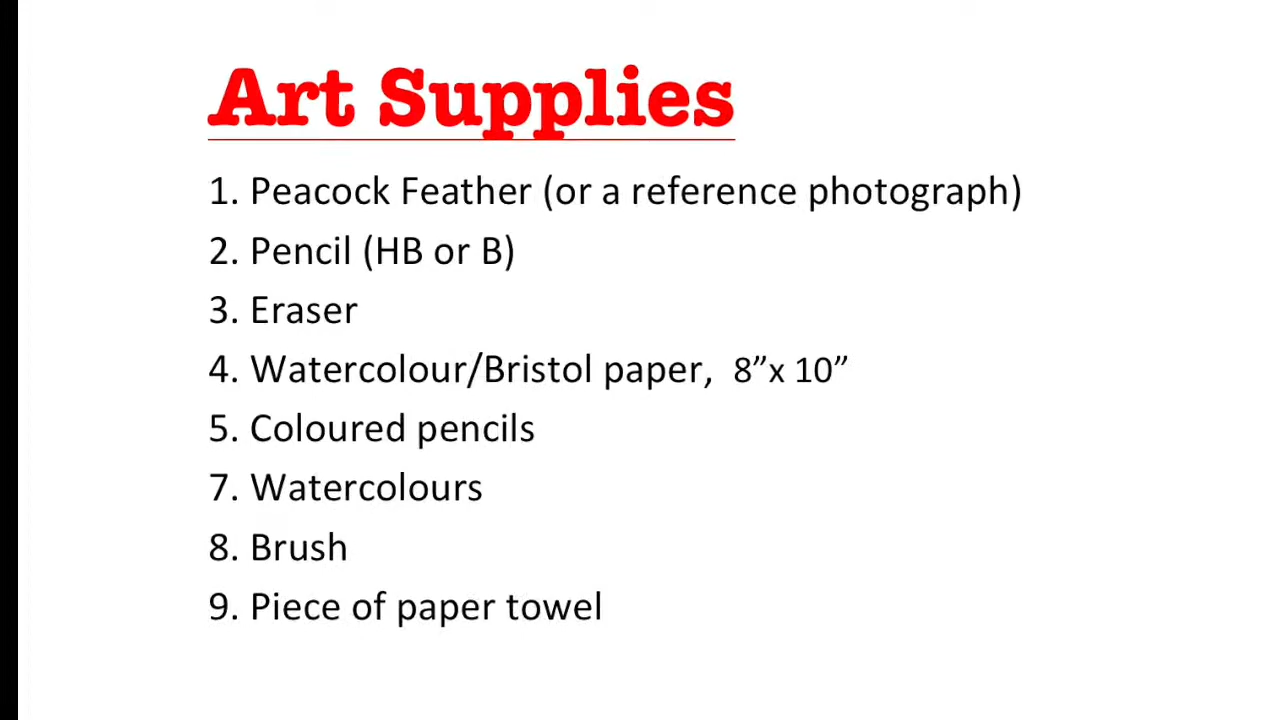 Art Supplies
1. Peacock Feather (or a reference photograph)
2. Pencil (HB or B)
3. Eraser
4. Watercolour/Bristol paper,  8”x 10”
5. Coloured pencils
7. Watercolours
8. Brush
9. Piece of paper towel